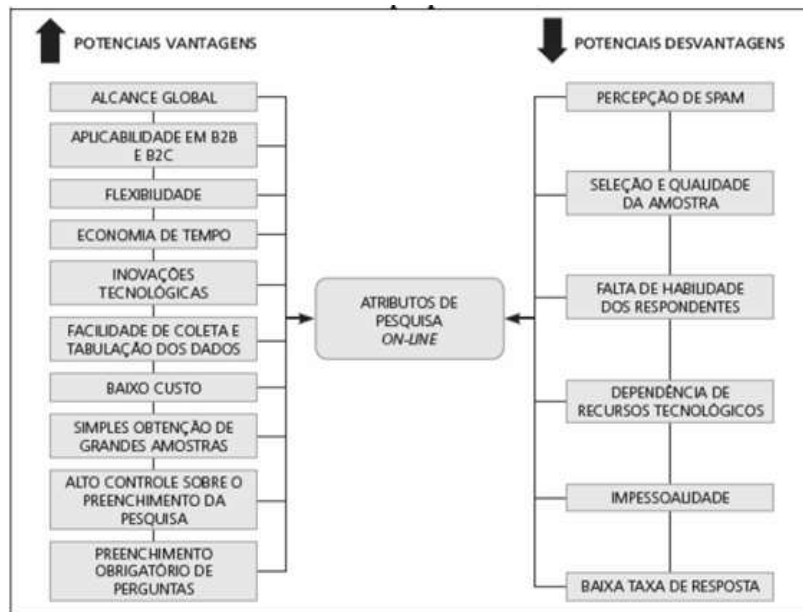 POTENCIAIS VANTAGENS
ALCANCE GLOBAL
APLICABILIDADE EM B2B
E B2C
FLEXIBILIDADE
ECONOMIA DE TEMPO
INOVAÇÕES
TECNOLÓGICAS
FACILIDADE DE COLETA E
TABULAÇÃO DOS DADOS
BAIXO CUSTO
SIMPLES OBTENÇÃO DE
GRANDES AMOSTRAS
ALTO CONTROLE SOBRE O
PREENCHIMENTO DA
PESQUISA
PREENCHIMENTO
OBRIGATÓRIO DE
PERGUNTAS
ATRIBUTOS DE
PESQUISA
ON-LINE
POTENCIAIS DESVANTAGENS
PERCEPÇÃO DE SPAM
SELEÇÃO E QUALIDADE
DA AMOSTRA
FALTA DE HABILIDADE
DOS RESPONDENTES
DEPENDÊNCIA DE
RECURSOS TECNOLÓGICOS
IMPESSOALIDADE
BAIXA TAXA DE RESPOSTA